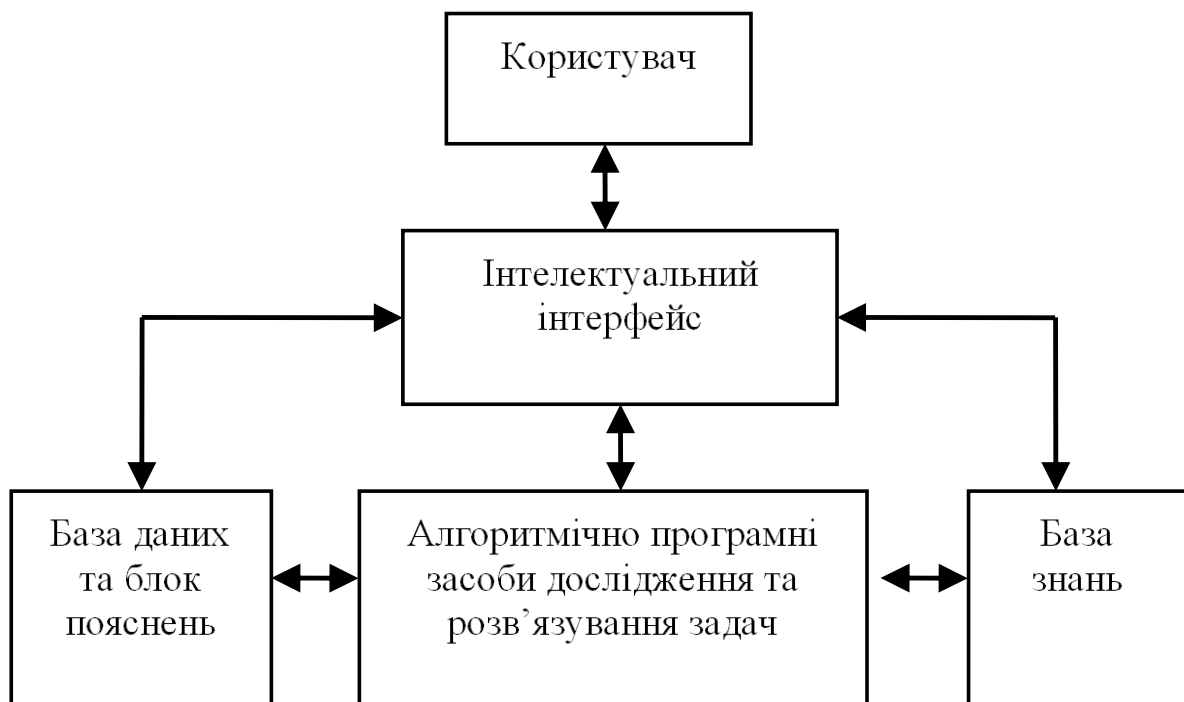 Користувач
Інтелектуальний
інтерфейс
База даних
та блок
пояснень
Алгоритмічно програмні
засоби дослідження та
розв’язування задач
База
знань